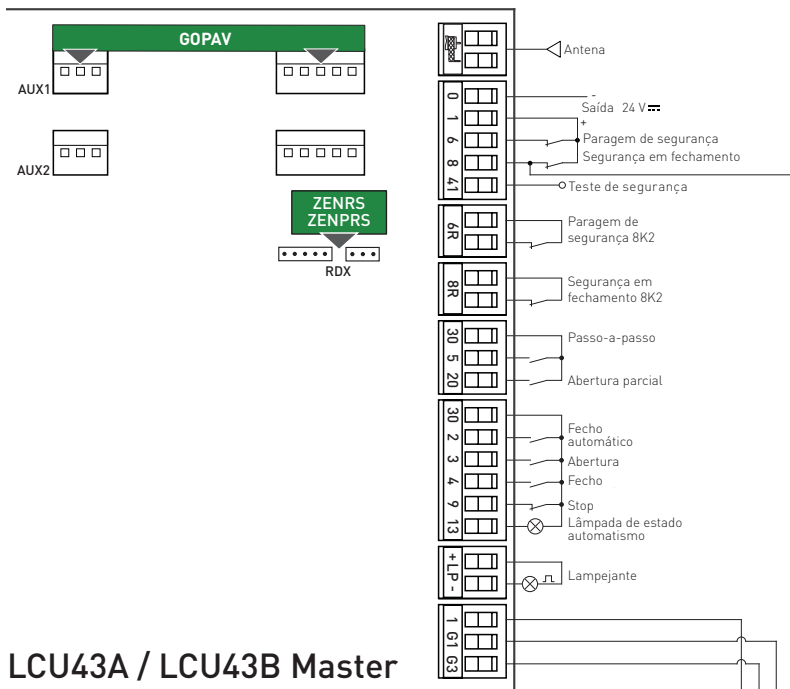 GOPAV
AUX1
AUX2
ZENRS
ZENPRS
RDX
Antena
0
-
Saída 24 V
1
+
6
Paragem de segurança
8
Segurança em fechamento
41
Teste de segurança
6R
Paragem de
segurança 8K2
8R
Segurança em
fechamento 8K2
30
Passo-a-passo
5
20
Abertura parcial
30
2
Fecho
automático
3
Abertura
4
Fecho
9
Stop
13
Lâmpada de estado
automatismo
+ LP -
Lampejante
1
G1
G3
LCU43A / LCU43B Master